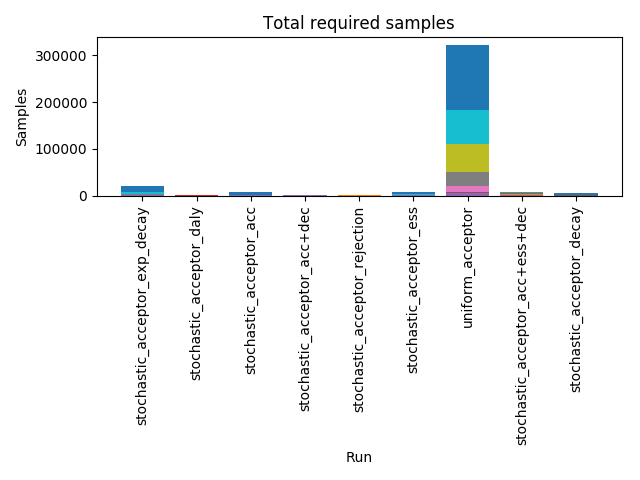 Total required samples
Samples
300000
200000
100000
0
stochastic_acceptor_exp_decay
stochastic_acceptor_daly
stochastic_acceptor_acc
stochastic_acceptor_acc+dec
stochastic_acceptor_rejection
stochastic_acceptor_ess
uniform_acceptor
stochastic_acceptor_acc+ess+dec
stochastic_acceptor_decay
Run